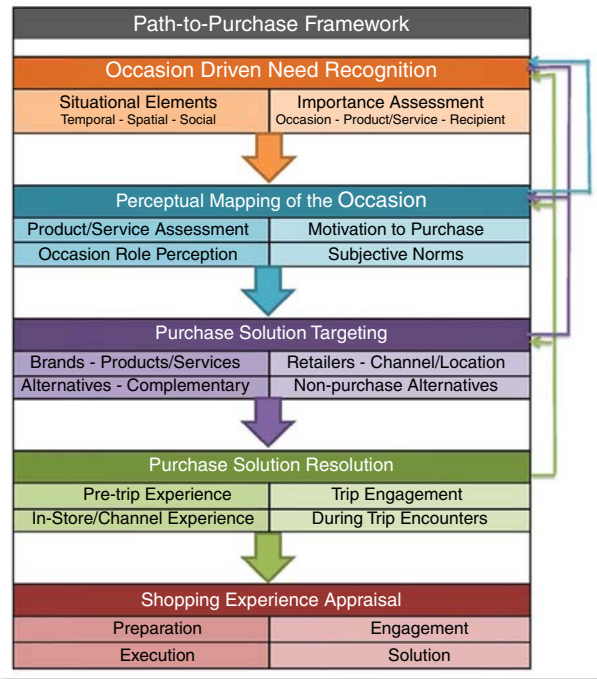 Path-to-Purchase Framework
Occasion Driven Need Recognition
Situational Elements
Temporal - Spatial - Social
Importance Assessment
Occasion - Product/Service - Recipient
Perceptual Mapping of the Occasion
Product/Service Assessment
Motivation to Purchase
Occasion Role Perception
Subjective Norms
Purchase Solution Targeting
Brands - Products/Services
Retailers - Channel/Location
Alternatives - Complementary
Non-purchase Alternatives
Purchase Solution Resolution
Pre-trip Experience
Trip Engagement
In-Store/Channel Experience
During Trip Encounters
Shopping Experience Appraisal
Preparation
Engagement
Execution
Solution